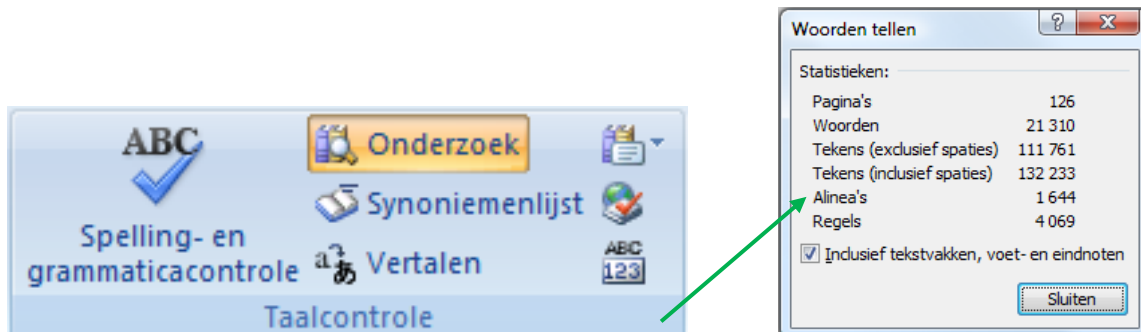 ABC
Spelling- en
grammaticacontrole
Onderzoek
Synoniemenlijst
Vertalen
ABC
123
Taalcontrole
Woorden tellen
Statistieken:
Pagina's 126
Woorden 21 310
Tekens (exclusief spaties) 111 761
Tekens (inclusief spaties) 132 233
Alinea's 1 644
Regels 4 069
Inclusief tekstvakken, voet- en eindnoten
Sluiten